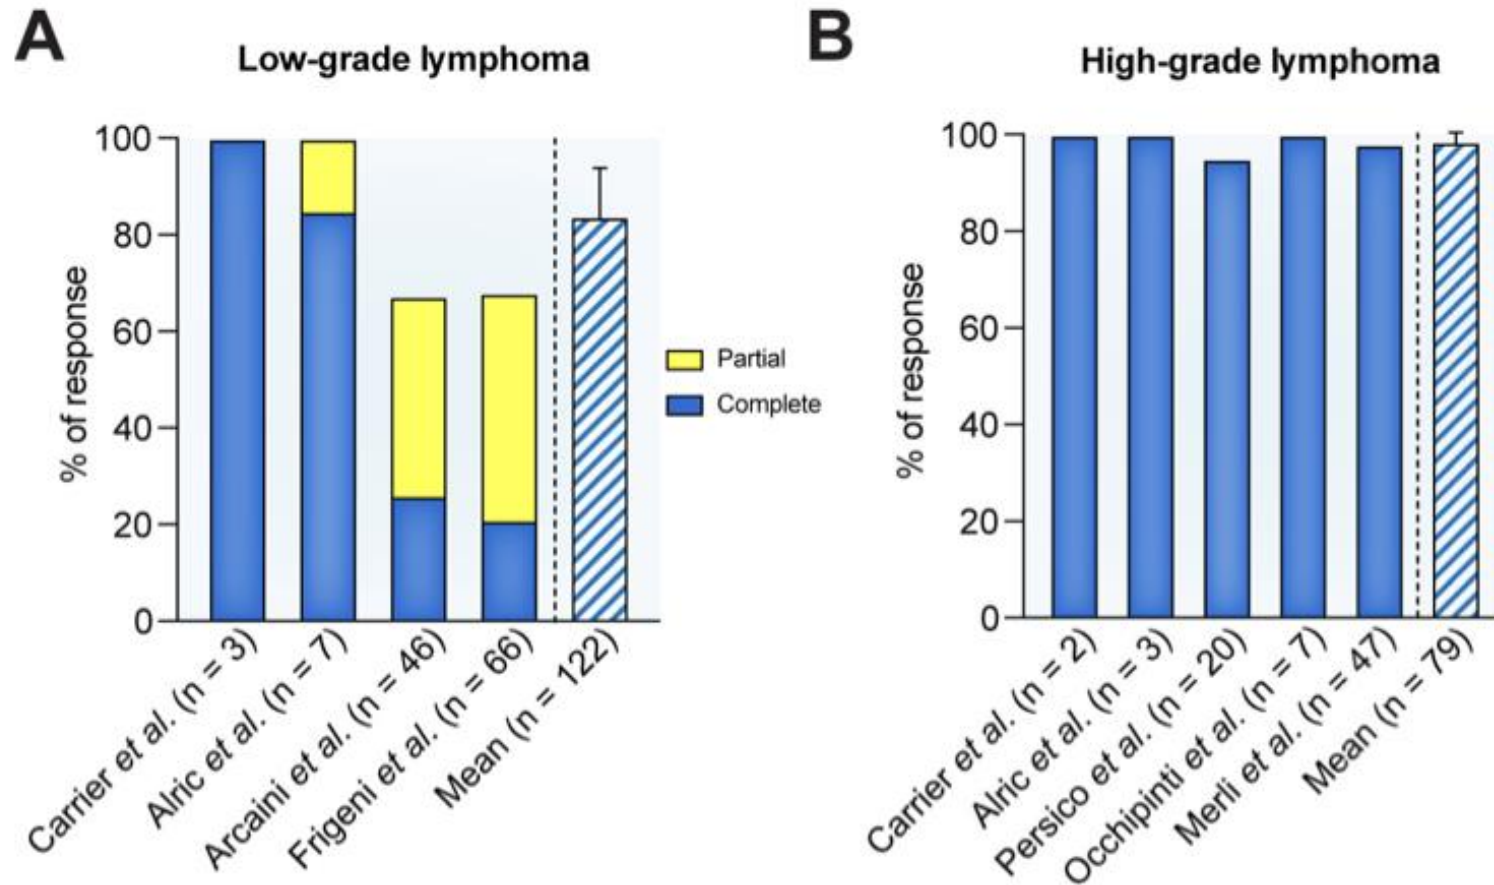 A
Low-grade lymphoma
% of response
100
80
60
40
20
0
Carrier et al. (n = 3)
Alric et al. (n = 7)
Arcaini et al. (n = 46)
Frigeni et al. (n = 66)
Mean (n = 122)
Partial
Complete
B
High-grade lymphoma
% of response
100
80
60
40
20
0
Carrier et al. (n = 2)
Alric et al. (n = 3)
Persico et al. (n = 20)
Occhipinti et al. (n = 7)
Merli et al. (n = 47)
Mean (n = 79)